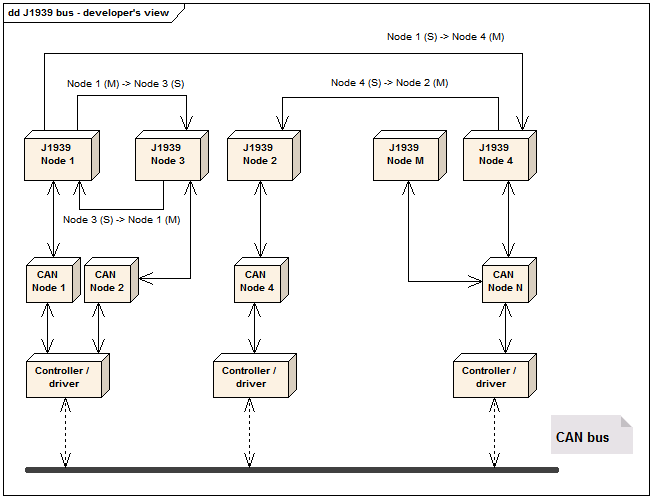 dd J1939 bus - developer's view
Node 1 (S) -> Node 4 (M)
Node 1 (M) -> Node 3 (S)
Node 4 (S) -> Node 2 (M)
J1939
Node 1
J1939
Node 3
J1939
Node 2
J1939
Node M
J1939
Node 4
Node 3 (S) -> Node 1 (M)
CAN
Node 1
CAN
Node 2
CAN
Node 4
CAN
Node N
Controller /
driver
Controller /
driver
Controller /
driver
CAN bus